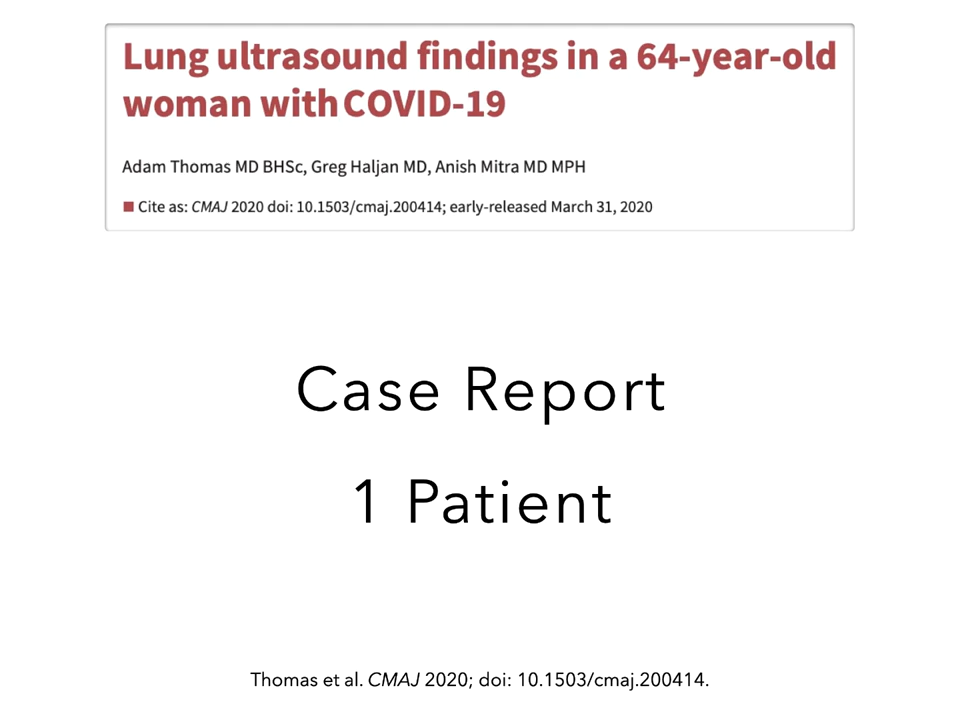 Lung ultrasound findings in a 64-year-old
woman with COVID-19
Adam Thomas MD BHSc, Greg Haljan MD, Anish Mitra MD MPH
■ Cite as: CMAJ 2020 doi: 10.1503/cmaj.200414; early-released March 31, 2020
Case Report
1 Patient
Thomas et al. CMAJ 2020; doi: 10.1503/cmaj.200414.